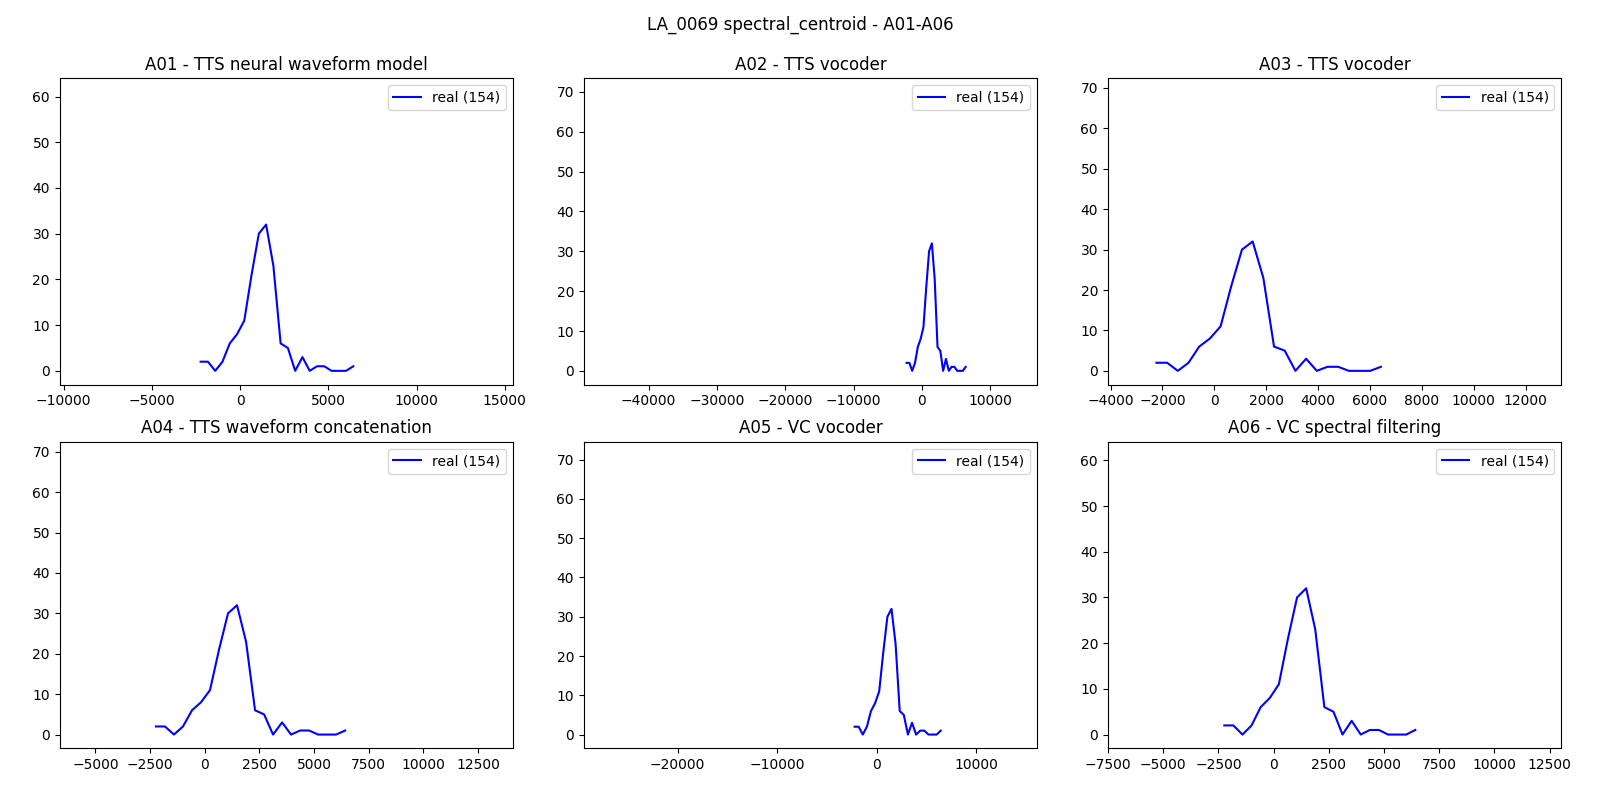 LA_0069 spectral_centroid - A01-A06
A01 - TTS neural waveform model
real (154)
60
50
40
30
20
10
0
−10000 −5000 0 5000 10000 15000
A02 - TTS vocoder
real (154)
70
60
50
40
30
20
10
0
−40000 −30000 −20000 −10000 0 10000
A03 - TTS vocoder
real (154)
70
60
50
40
30
20
10
0
−4000 −2000 0 2000 4000 6000 8000 10000 12000
A04 - TTS waveform concatenation
real (154)
70
60
50
40
30
20
10
0
−5000 −2500 0 2500 5000 7500 10000 12500
A05 - VC vocoder
real (154)
70
60
50
40
30
20
10
0
−20000 −10000 0 10000
A06 - VC spectral filtering
real (154)
60
50
40
30
20
10
0
−7500 −5000 −2500 0 2500 5000 7500 10000 12500